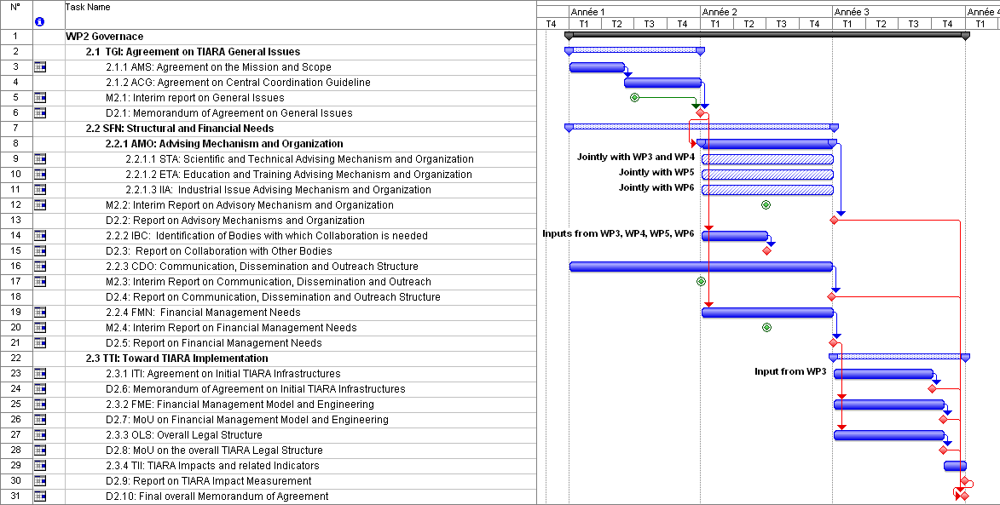 N° Task Name
Année 1 Année 2 Année 3 Année 4
T4 T1 T2 T3 T4 T1 T2 T3 T4 T1 T2 T3 T4 T1
1 WP2 Governace
2 2.1 TGI: Agreement on TIARA General Issues
3 2.1.1 AMS: Agreement on the Mission and Scope
4 2.1.2 ACG: Agreement on Central Coordination Guideline
5 M2.1: Interim report on General Issues
6 D2.1: Memorandum of Agreement on General Issues
7 2.2 SFN: Structural and Financial Needs
8 2.2.1 AMO: Advising Mechanism and Organization
9 2.2.1.1 STA: Scientific and Technical Advising Mechanism and Organization Jointly with WP3 and WP4
10 2.2.1.2 ETA: Education and Training Advising Mechanism and Organization Jointly with WP5
11 2.2.1.3 IIA: Industrial Issue Advising Mechanism and Organization Jointly with WP6
12 M2.2: Interim Report on Advisory Mechanism and Organization
13 D2.2: Report on Advisory Mechanisms and Organization
14 2.2.2 IBC: Identification of Bodies with which Collaboration is needed Inputs from WP3, WP4, WP5, WP6
15 D2.3: Report on Collaboration with Other Bodies
16 2.2.3 CDO: Communication, Dissemination and Outreach Structure
17 M2.3: Interim Report on Communication, Dissemination and Outreach
18 D2.4: Report on Communication, Dissemination and Outreach Structure
19 2.2.4 FMN: Financial Management Needs
20 M2.4: Interim Report on Financial Management Needs
21 D2.5: Report on Financial Management Needs
22 2.3 TTI: Toward TIARA Implementation
23 2.3.1 ITI: Agreement on Initial TIARA Infrastructures Input from WP3
24 D2.6: Memorandum of Agreement on Initial TIARA Infrastructures
25 2.3.2 FME: Financial Management Model and Engineering
26 D2.7: MoU on Financial Management Model and Engineering
27 2.3.3 OLS: Overall Legal Structure
28 D2.8: MoU on the overall TIARA Legal Structure
29 2.3.4 TII: TIARA Impacts and related Indicators
30 D2.9: Report on TIARA Impact Measurement
31 D2.10: Final overall Memorandum of Agreement